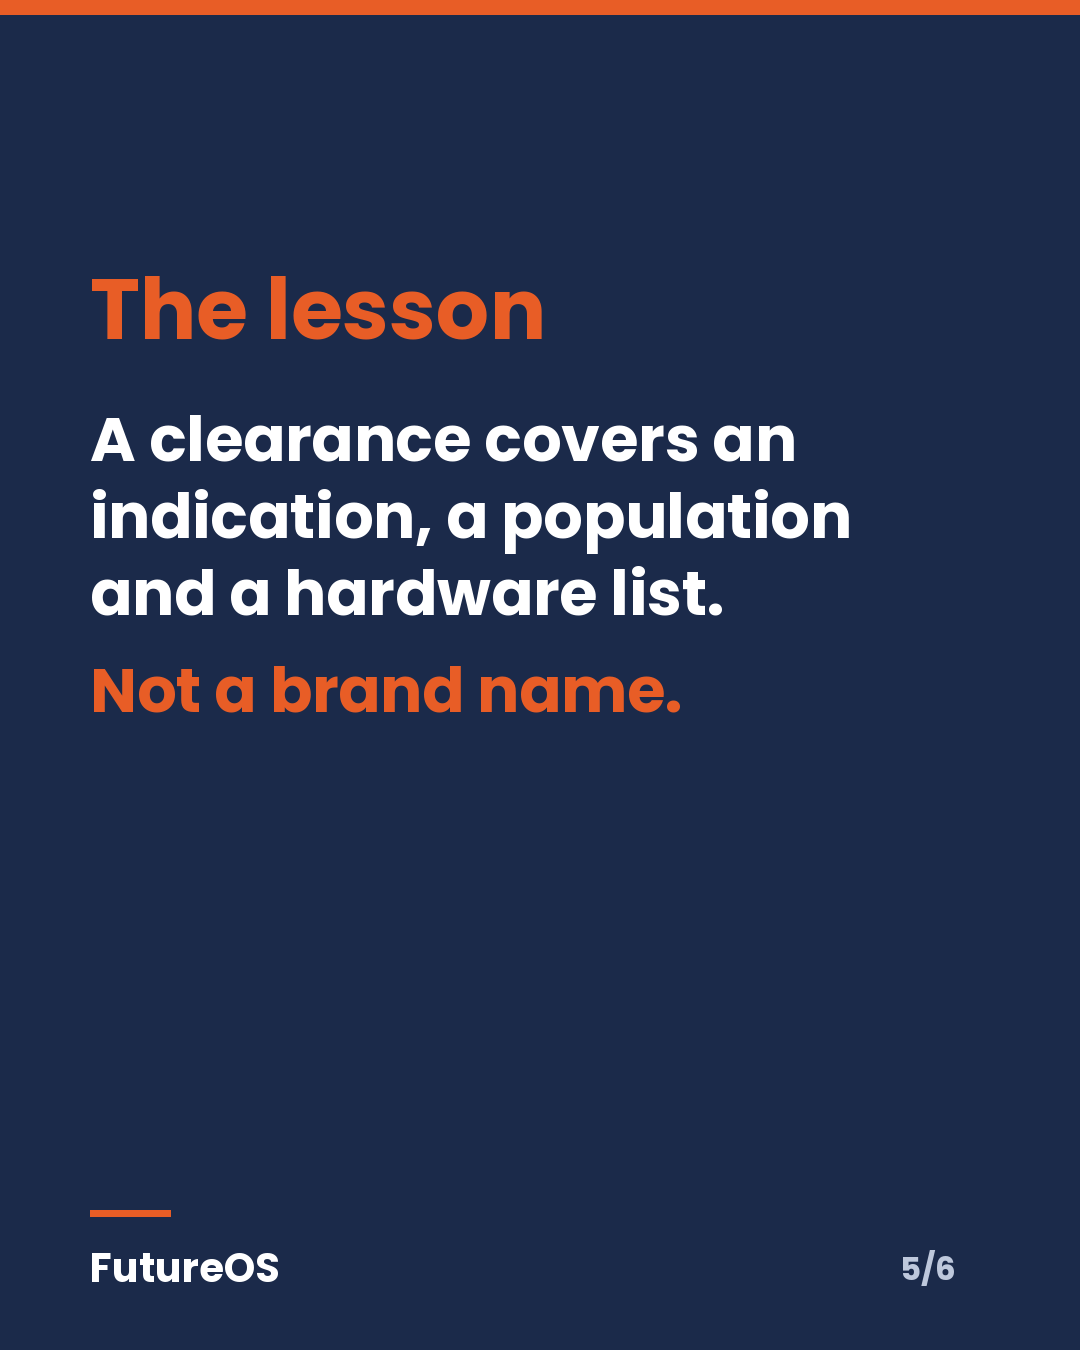 The lesson
A clearance covers an
indication, a population
and a hardware list.
Not a brand name.
FutureOS
5/6